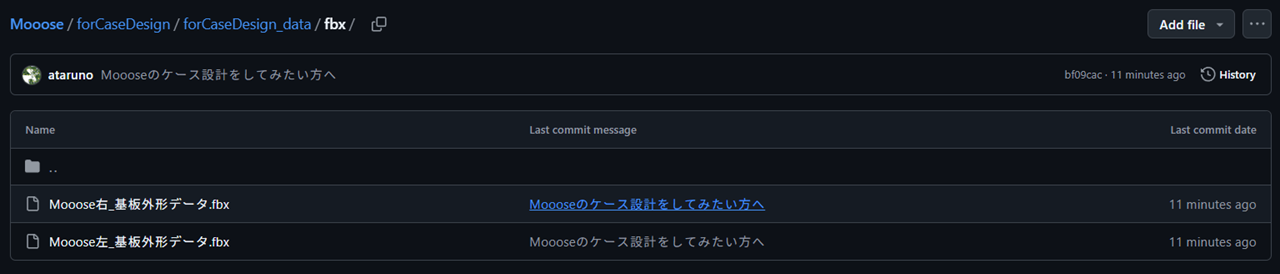 Mooose / forCaseDesign / forCaseDesign_data / fbx / Add file
ataruno Moooseのケース設計をしてみたい方へ bf09cac · 11 minutes ago History
Name Last commit message Last commit date
..
Mooose右_基板外形データ.fbx Moooseのケース設計をしてみたい方へ 11 minutes ago
Mooose左_基板外形データ.fbx Moooseのケース設計をしてみたい方へ 11 minutes ago